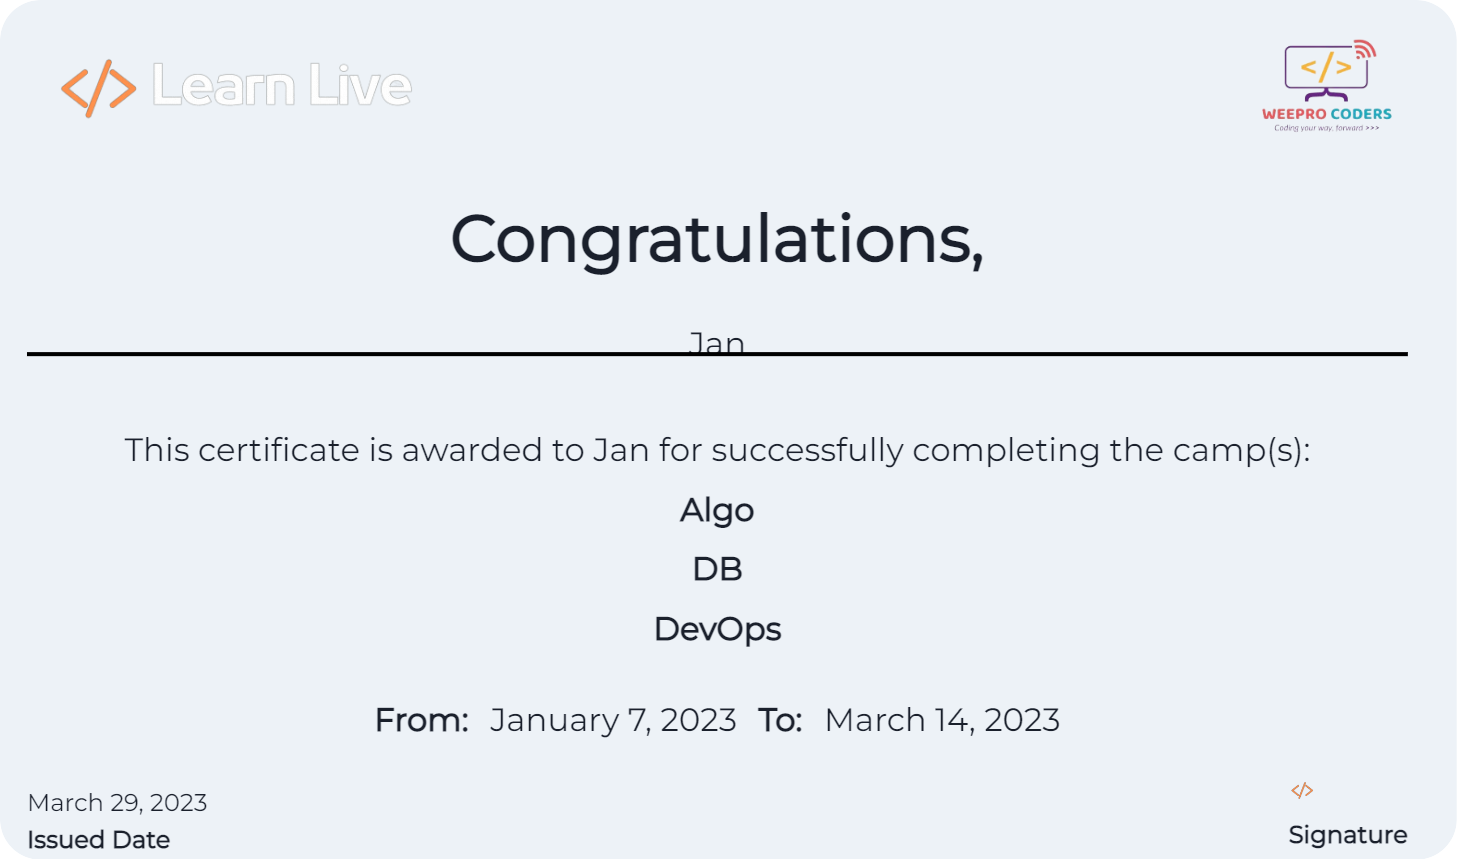 </> Learn Live
</>
WEEPRO CODERS
Coding your way, forward >>>
Congratulations,
Jan
This certificate is awarded to Jan for successfully completing the camp(s):
Algo
DB
DevOps
From: January 7, 2023 To: March 14, 2023
March 29, 2023
Issued Date
</>
Signature